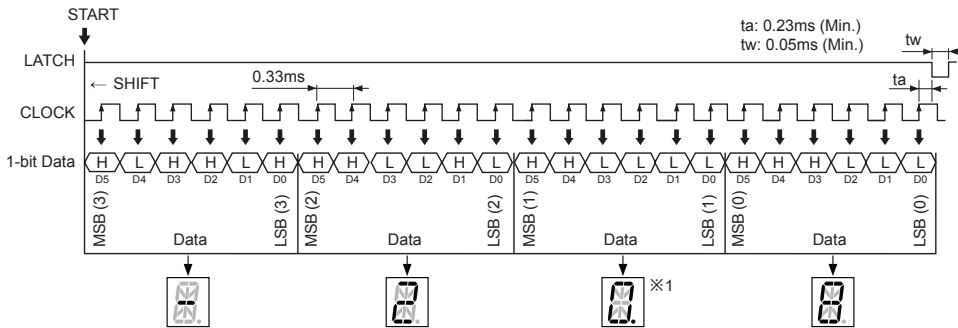 START
ta: 0.23ms (Min.)
tw: 0.05ms (Min.)
tw
LATCH
← SHIFT
0.33ms
ta
CLOCK
1-bit Data
H L H H L H H H L L H L H H L L L L H H H L L L
D5 D4 D3 D2 D1 D0 D5 D4 D3 D2 D1 D0 D5 D4 D3 D2 D1 D0 D5 D4 D3 D2 D1 D0
MSB (3) LSB (3) MSB (2) LSB (2) MSB (1) LSB (1) MSB (0) LSB (0)
Data Data Data Data
- 2 0. ※1 8